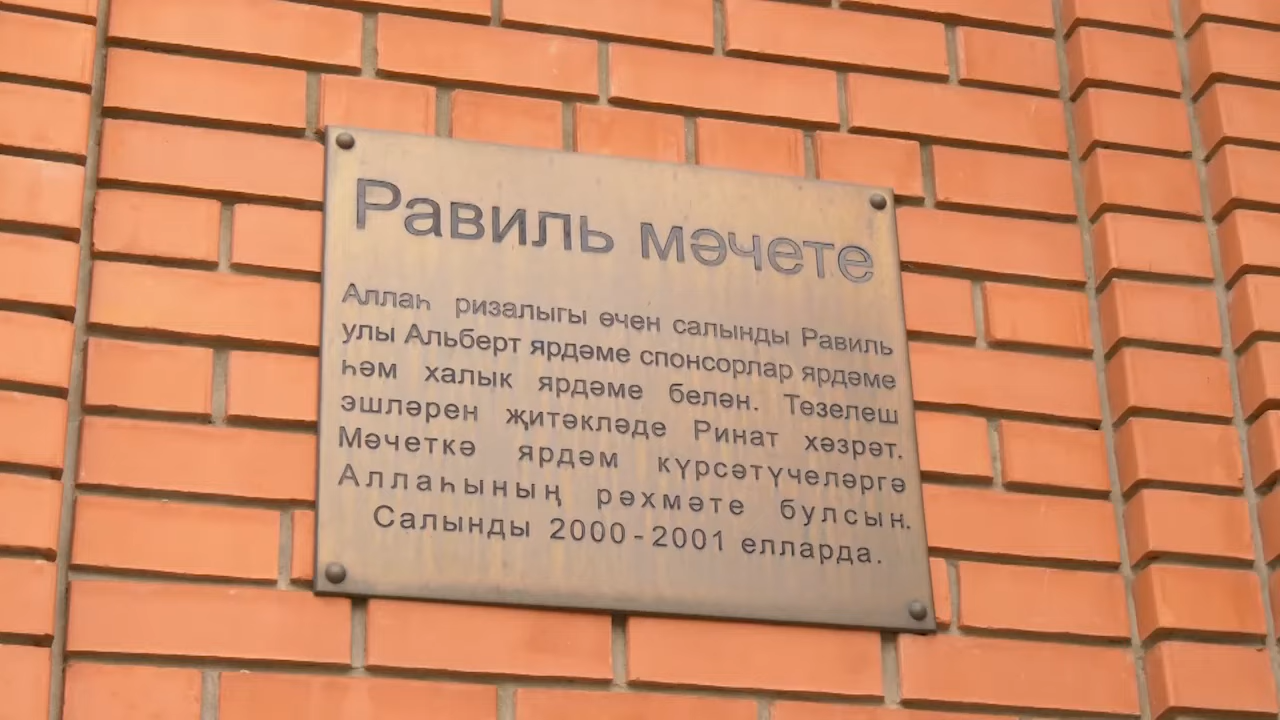 Равиль мәчете
Аллаһ ризалыгы өчен салынды Равиль
улы Альберт ярдәме спонсорлар ярдәме
һәм халык ярдәме белән. Төзелеш
эшләрен җитәкләде Ринат хәзрәт.
Мәчеткә ярдәм күрсәтүчеләргә
Аллаһының рәхмәте булсын.
Салынды 2000-2001 елларда.